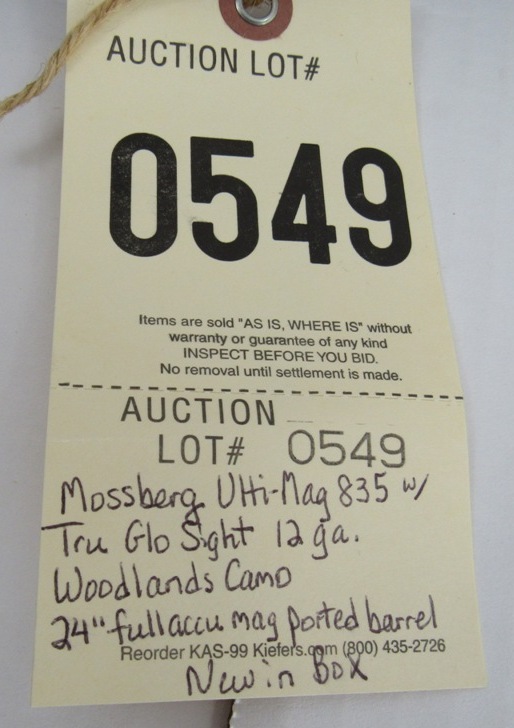 AUCTION LOT#
0549
Items are sold "AS IS, WHERE IS" without
warranty or guarantee of any kind
INSPECT BEFORE YOU BID.
No removal until settlement is made.
AUCTION
LOT# 0549
Mossberg Ulti-Mag 835 w/
Tru Glo Sight 12 ga.
Woodlands Camo
24" full accu mag ported barrel
Reorder KAS-99 Kiefers.com (800) 435-2726
New in Box